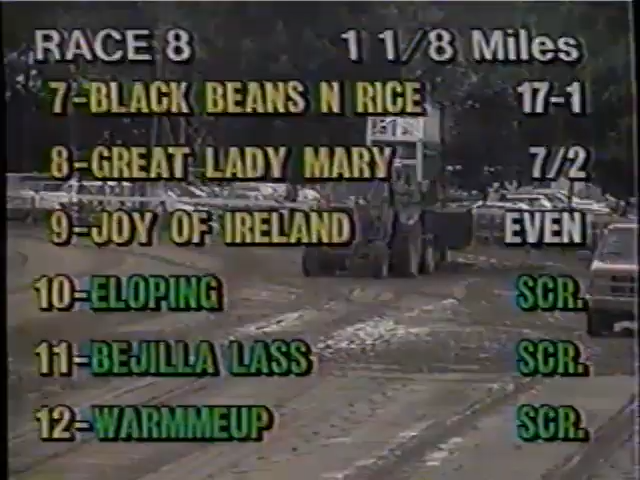 RACE 8 1 1/8 Miles
7-BLACK BEANS N RICE 17-1
8-GREAT LADY MARY 7/2
9-JOY OF IRELAND EVEN
10-ELOPING SCR.
11-BEJILLA LASS SCR.
12-WARMMEUP SCR.